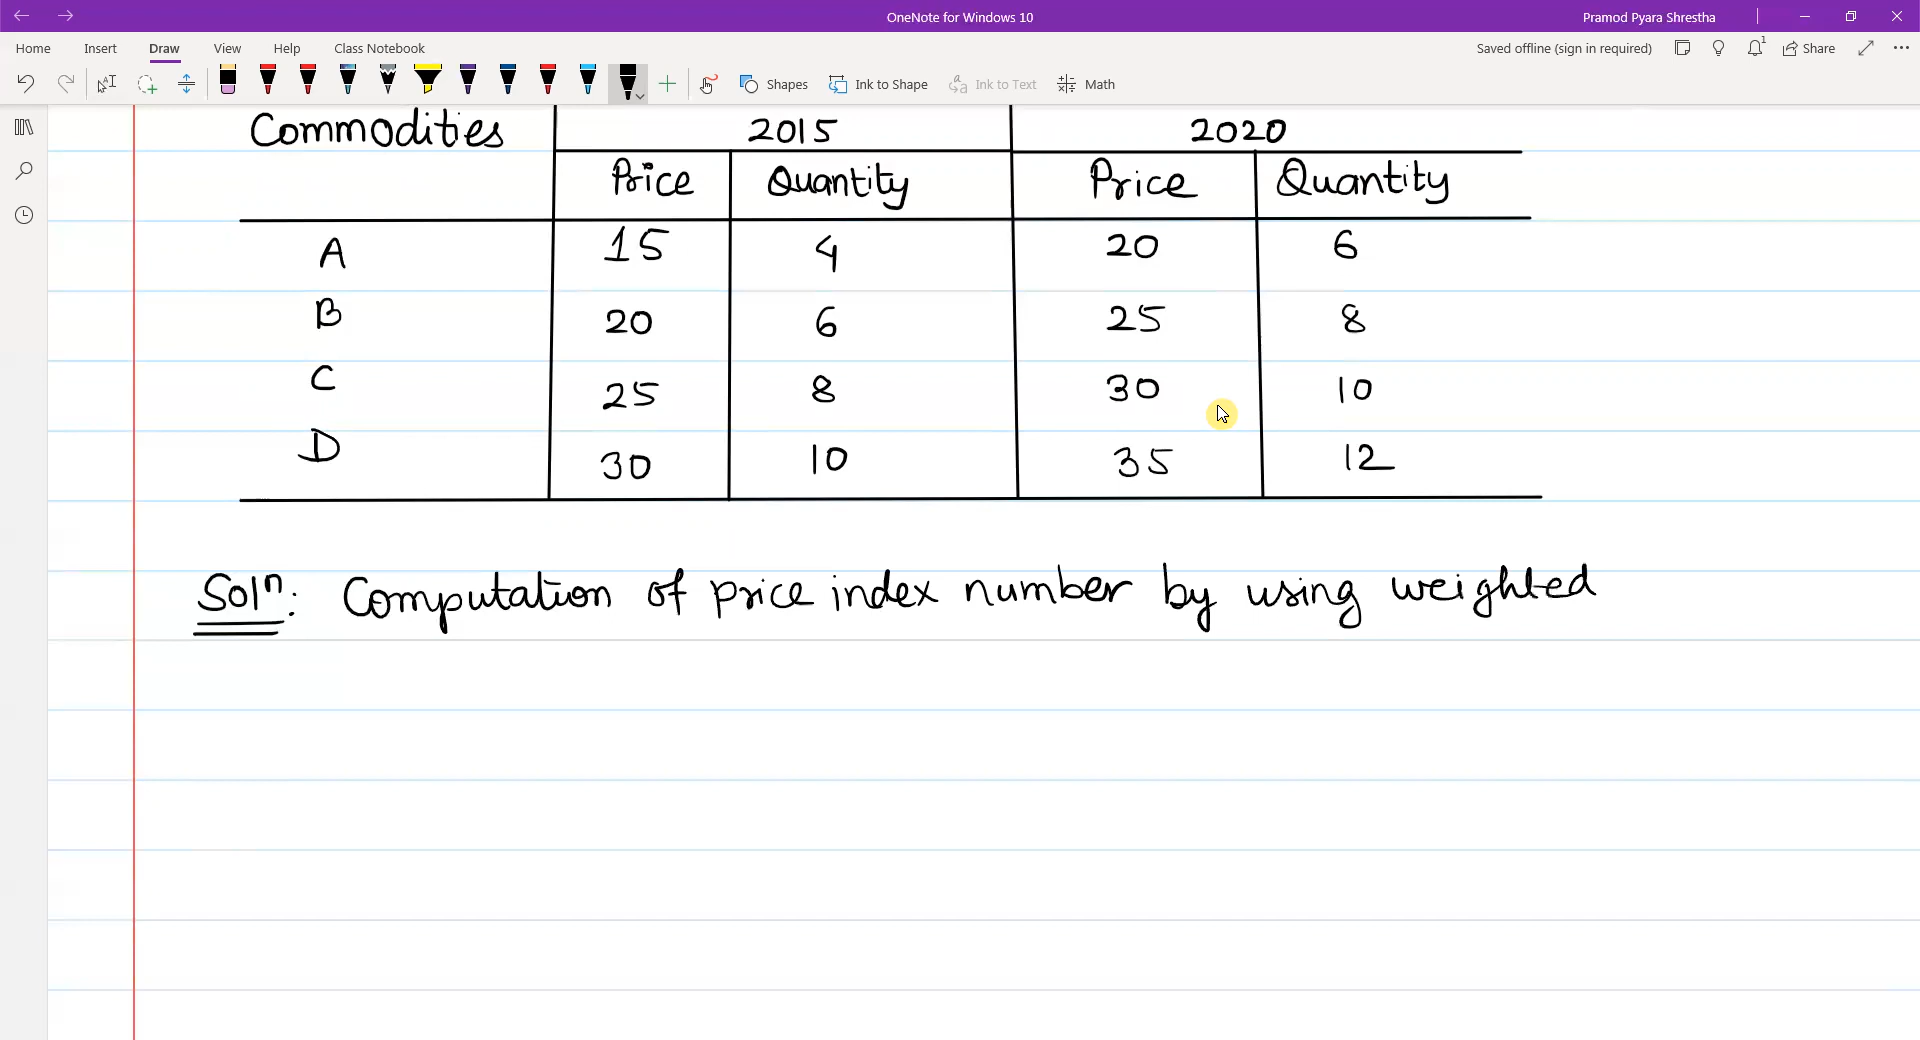 OneNote for Windows 10
Pramod Pyara Shrestha
Home Insert Draw View Help Class Notebook
Saved offline (sign in required)
1
Share
Shapes Ink to Shape Ink to Text Math
Commodities 2015 2020
Price Quantity Price Quantity
A 15 4 20 6
B 20 6 25 8
C 25 8 30 10
D 30 10 35 12
Solⁿ: Computation of price index number by using weighted